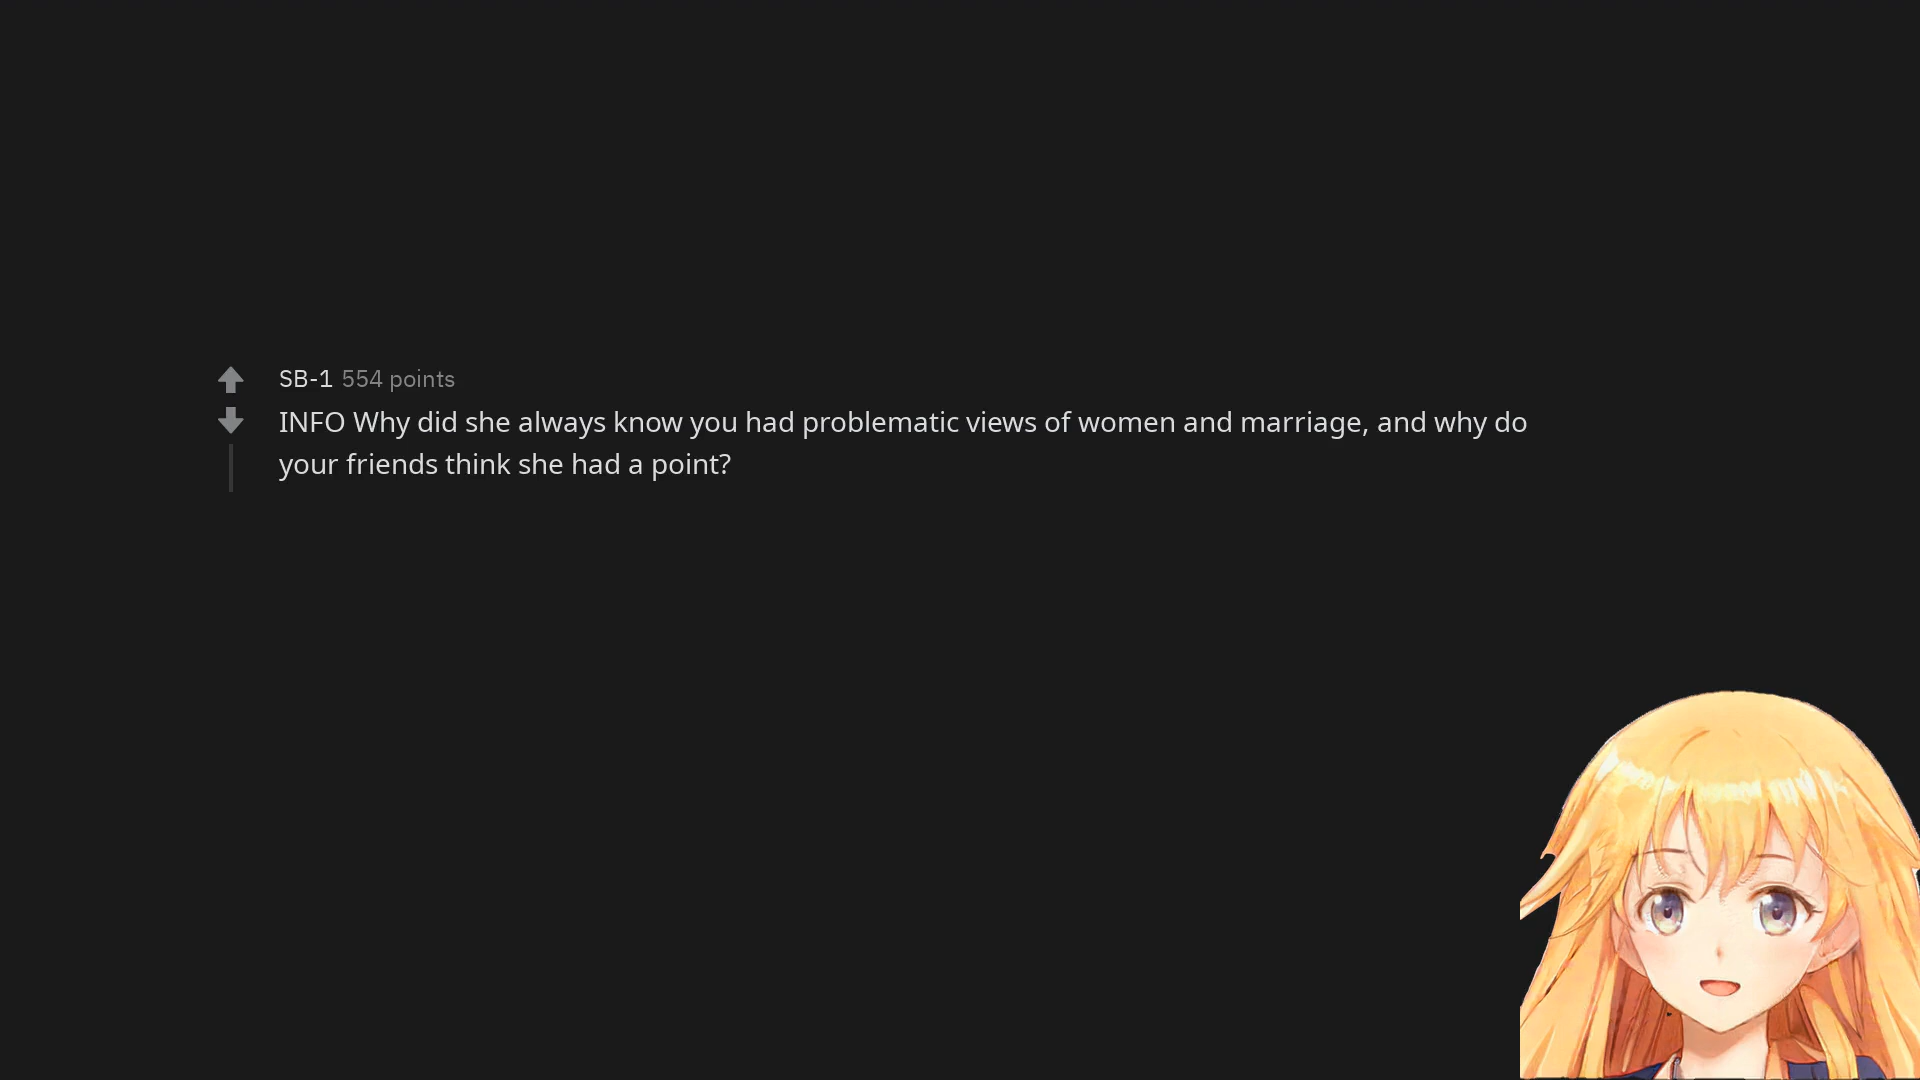 SB-1 554 points
INFO Why did she always know you had problematic views of women and marriage, and why do
your friends think she had a point?